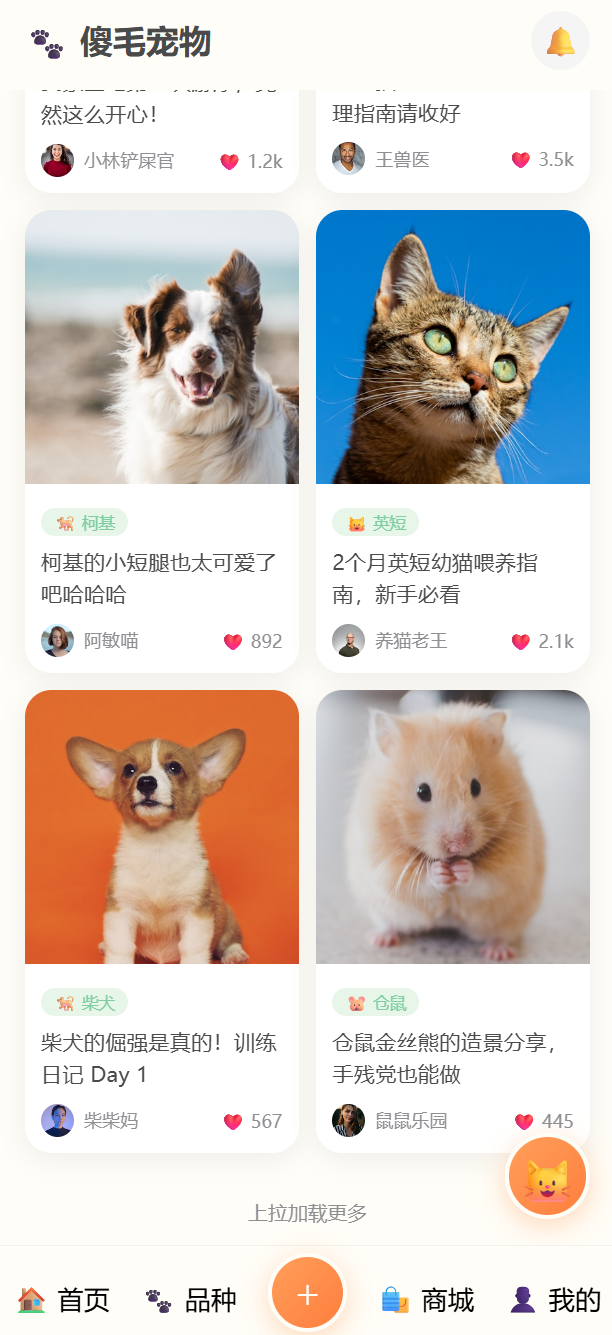 傻毛宠物
然这么开心!
理指南请收好
小林铲屎官
1.2k
王兽医
3.5k
柯基
柯基的小短腿也太可爱了
吧哈哈哈
阿敏喵
892
英短
2个月英短幼猫喂养指
南，新手必看
养猫老王
2.1k
柴犬
柴犬的倔强是真的！训练
日记 Day 1
柴柴妈
567
仓鼠
仓鼠金丝熊的造景分享，
手残党也能做
鼠鼠乐园
445
上拉加载更多
首页
品种
+
商城
我的